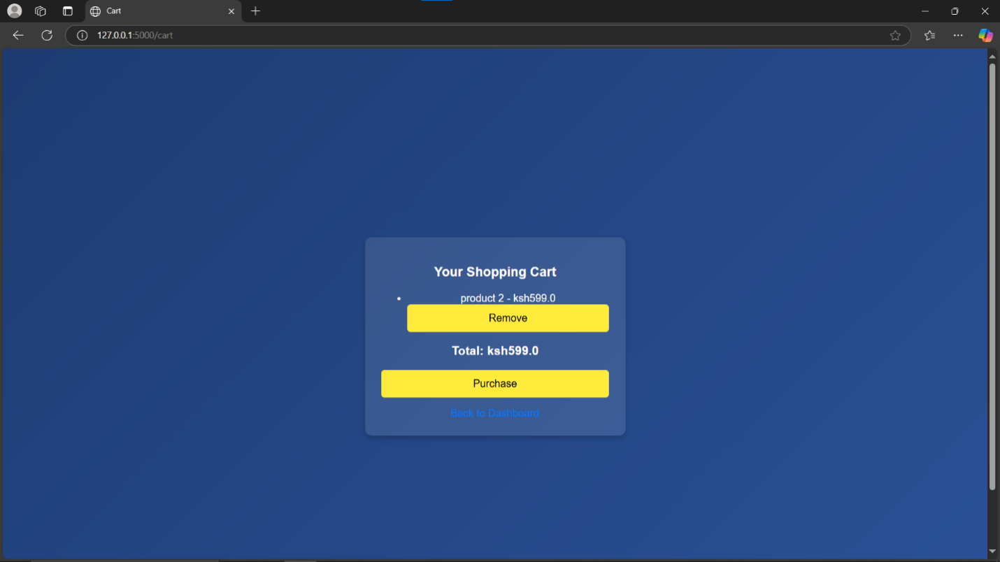 Cart
127.0.0.1:5000/cart
Your Shopping Cart
• product 2 - ksh599.0
Remove
Total: ksh599.0
Purchase
Back to Dashboard